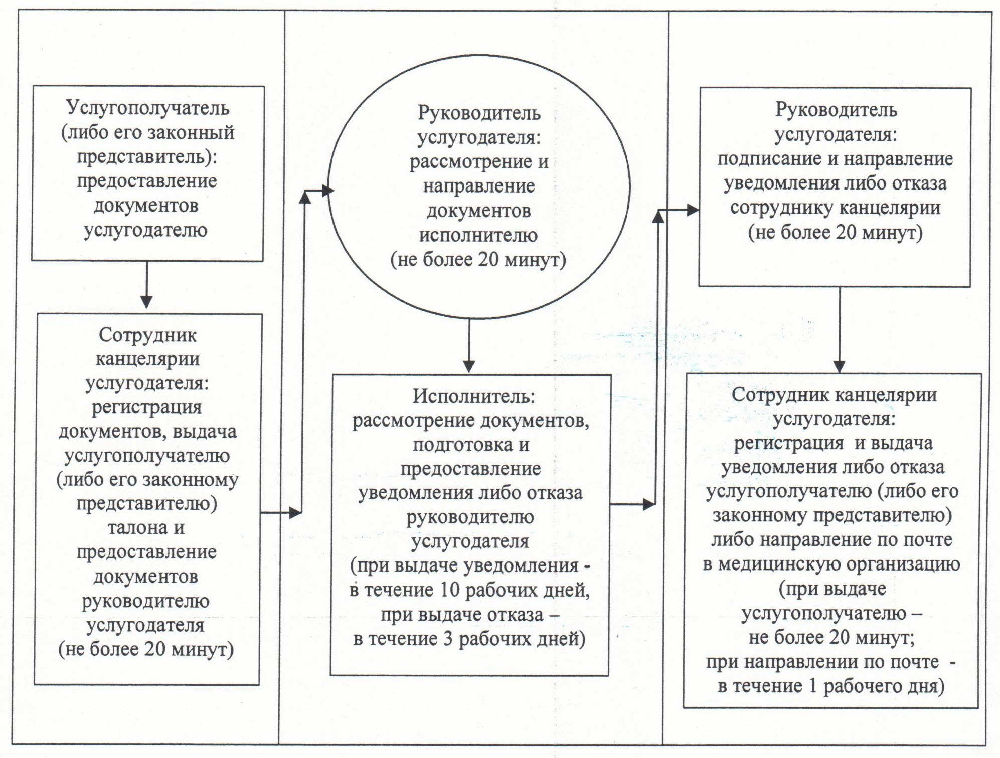 Услугополучатель
(либо его законный
представитель):
предоставление
документов
услугодателю
Сотрудник
канцелярии
услугодателя:
регистрация
документов, выдача
услугополучателю
(либо его законному
представителю)
талона и
предоставление
документов
руководителю
услугодателя
(не более 20 минут)
Руководитель
услугодателя:
рассмотрение и
направление
документов
исполнителю
(не более 20 минут)
Исполнитель:
рассмотрение документов,
подготовка и
предоставление
уведомления либо отказа
руководителю
услугодателя
(при выдаче уведомления -
в течение 10 рабочих дней,
при выдаче отказа –
в течение 3 рабочих дней)
Руководитель
услугодателя:
подписание и направление
уведомления либо отказа
сотруднику канцелярии
(не более 20 минут)
Сотрудник канцелярии
услугодателя:
регистрация и выдача
уведомления либо отказа
услугополучателю (либо его
законному представителю)
либо направление по почте
в медицинскую организацию
(при выдаче
услугополучателю –
не более 20 минут;
при направлении по почте -
в течение 1 рабочего дня)